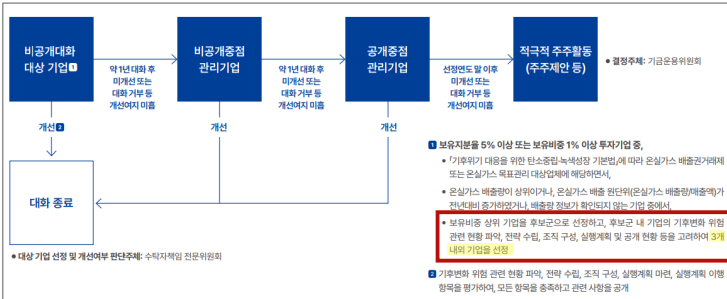 비공개대화
대상 기업 1
약 1년 대화 후
미개선 또는
대화 거부 등
개선여지 미흡
비공개중점
관리기업
약 1년 대화 후
미개선 또는
대화 거부 등
개선여지 미흡
공개중점
관리기업
선정연도 말 이후
미개선 또는
대화 거부 등
개선여지 미흡
적극적 주주활동
(주주제안 등)
• 결정주체: 기금운용위원회
개선 2
개선
개선
대화 종료
• 대상 기업 선정 및 개선여부 판단주체: 수탁자책임 전문위원회
1 보유지분율 5% 이상 또는 보유비중 1% 이상 투자기업 중,
• 「기후위기 대응을 위한 탄소중립·녹색성장 기본법」에 따라 온실가스 배출권거래제
또는 온실가스 목표관리 대상업체에 해당하면서,
• 온실가스 배출량이 상위이거나, 온실가스 배출 원단위(온실가스 배출량/매출액)가
전년대비 증가하였거나, 배출량 정보가 확인되지 않는 기업 중에서,
• 보유비중 상위 기업을 후보군으로 선정하고, 후보군 내 기업의 기후변화 위험
관련 현황 파악, 전략 수립, 조직 구성, 실행계획 및 공개 현황 등을 고려하여 3개
내외 기업을 선정
2 기후변화 위험 관련 현황 파악, 전략 수립, 조직 구성, 실행계획 마련, 실행계획 이행
항목을 평가하여, 모든 항목을 충족하고 관련 사항을 공개